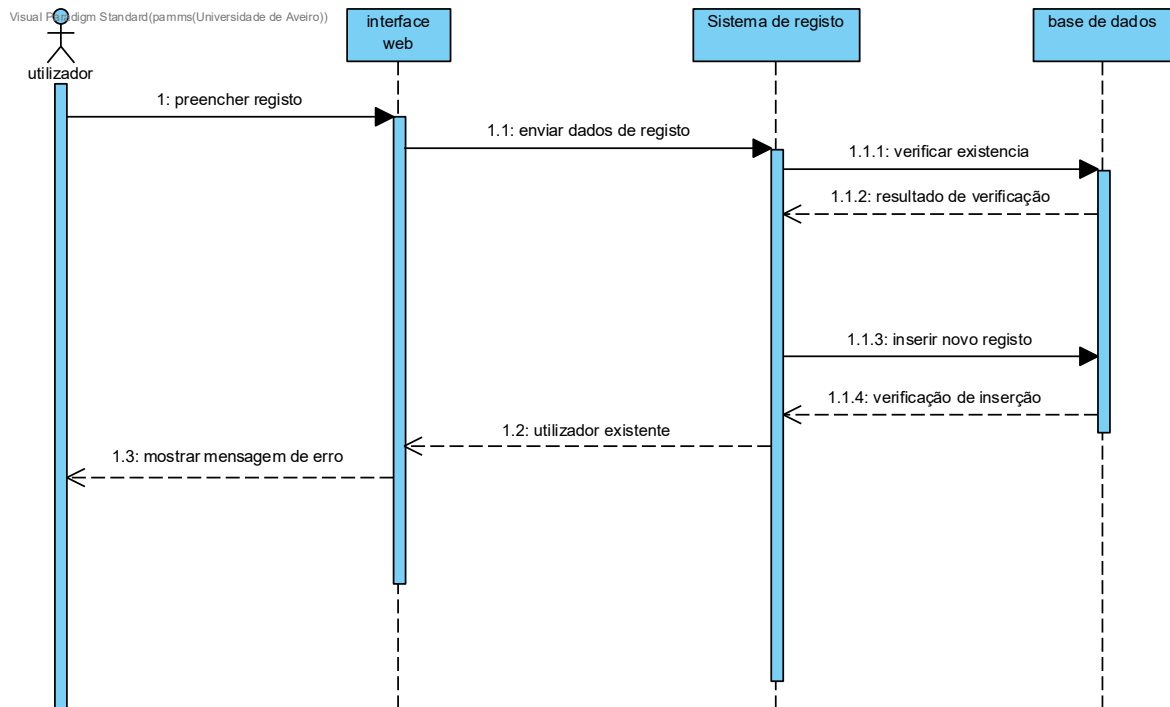 Visual Paradigm Standard(pamms(Universidade de Aveiro))
utilizador
interface
web
Sistema de registo
base de dados
1: preencher registo
1.1: enviar dados de registo
1.1.1: verificar existencia
1.1.2: resultado de verificação
1.1.3: inserir novo registo
1.1.4: verificação de inserção
1.2: utilizador existente
1.3: mostrar mensagem de erro